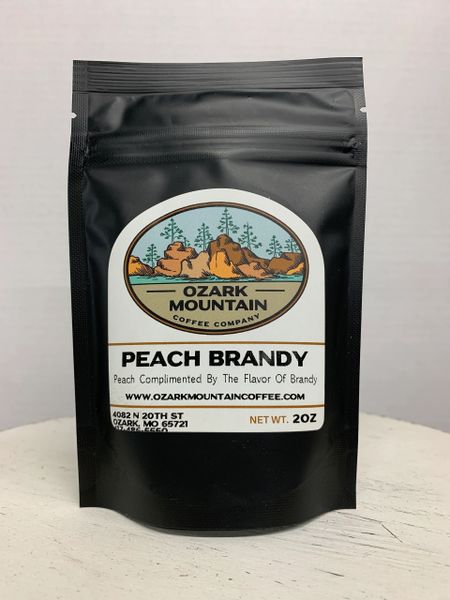 OZARK
MOUNTAIN
COFFEE COMPANY
PEACH BRANDY
Peach Complimented By The Flavor Of Brandy
WWW.OZARKMOUNTAINCOFFEE.COM
4082 N 20TH ST
OZARK, MO 65721
NET WT. 2OZ